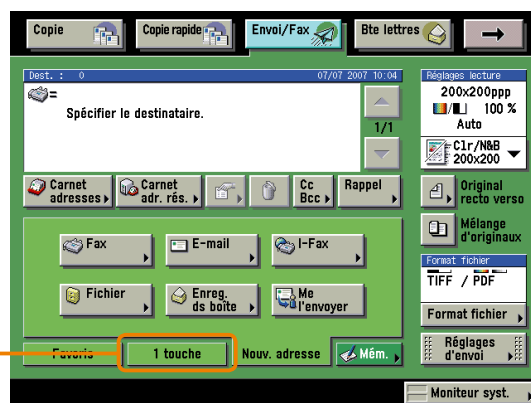 Copie
Copie rapide
Envoi/Fax
Bte lettres
Dest. : 0
07/07 2007 10:04
Spécifier le destinataire.
1/1
Carnet
adresses
Carnet
adr. rés.
Cc
Bcc
Rappel
Fax
E-mail
I-Fax
Fichier
Enreg.
ds boîte
Me
l'envoyer
Favoris
1 touche
Nouv. adresse
Mém.
Réglages lecture
200x200ppp
100 %
Auto
Clr/N&B
200x200
Original
recto verso
Mélange
d'originaux
Format fichier
TIFF / PDF
Format fichier
Réglages
d'envoi
Moniteur syst.